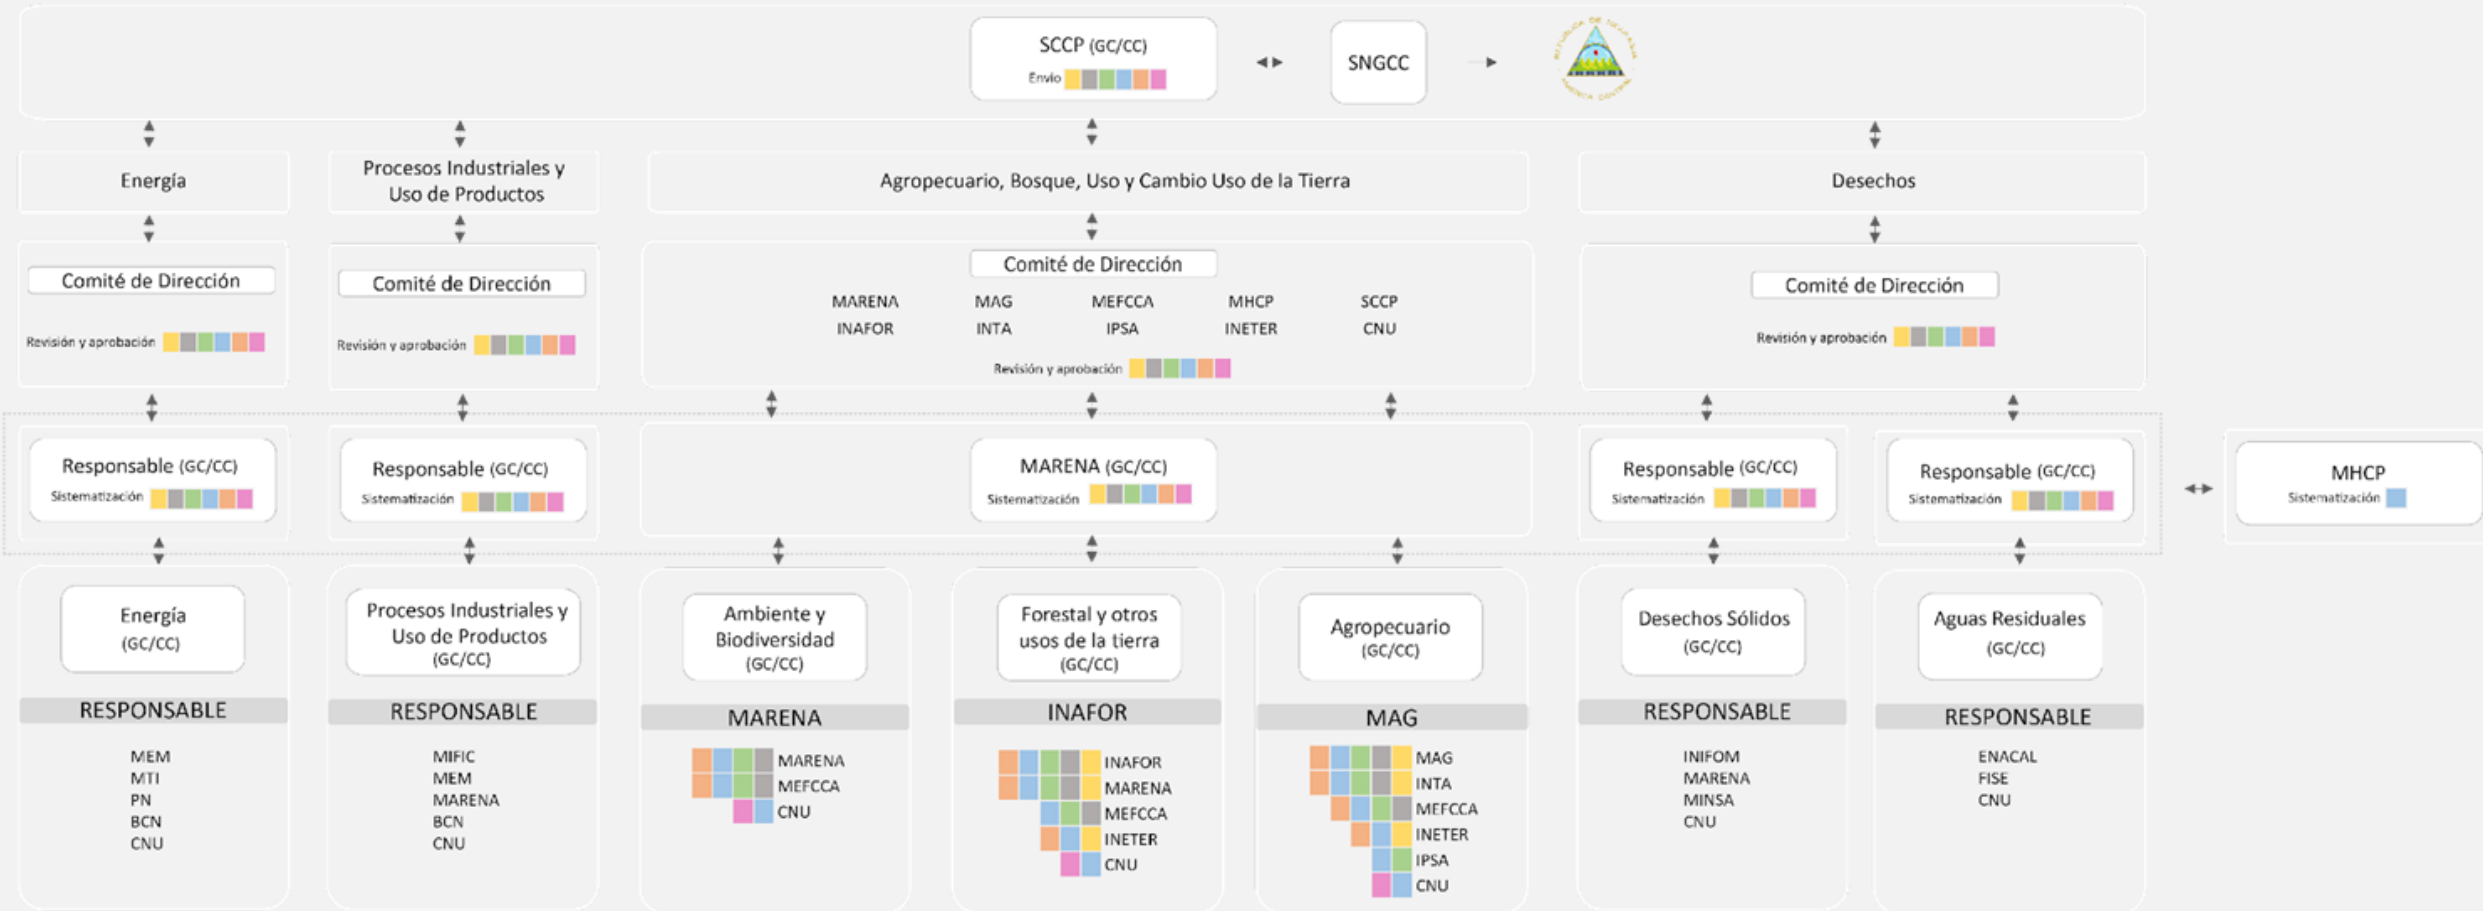 SCCP (GC/CC)
Envío
SNGCC
REPÚBLICA DE NICARAGUA
AMÉRICA CENTRAL
Energía
Procesos Industriales y
Uso de Productos
Agropecuario, Bosque, Uso y Cambio Uso de la Tierra
Desechos
Comité de Dirección
Revisión y aprobación
Comité de Dirección
Revisión y aprobación
Comité de Dirección
MARENA MAG MEFCCA MHCP SCCP
INAFOR INTA IPSA INETER CNU
Revisión y aprobación
Comité de Dirección
Revisión y aprobación
Responsable (GC/CC)
Sistematización
Responsable (GC/CC)
Sistematización
MARENA (GC/CC)
Sistematización
Responsable (GC/CC)
Sistematización
Responsable (GC/CC)
Sistematización
MHCP
Sistematización
Energía
(GC/CC)
RESPONSABLE
MEM
MTI
PN
BCN
CNU
Procesos Industriales y
Uso de Productos
(GC/CC)
RESPONSABLE
MIFIC
MEM
MARENA
BCN
CNU
Ambiente y
Biodiversidad
(GC/CC)
MARENA
MARENA
MEFCCA
CNU
Forestal y otros
usos de la tierra
(GC/CC)
INAFOR
INAFOR
MARENA
MEFCCA
INETER
CNU
Agropecuario
(GC/CC)
MAG
MAG
INTA
MEFCCA
INETER
IPSA
CNU
Desechos Sólidos
(GC/CC)
RESPONSABLE
INIFOM
MARENA
MINSA
CNU
Aguas Residuales
(GC/CC)
RESPONSABLE
ENACAL
FISE
CNU